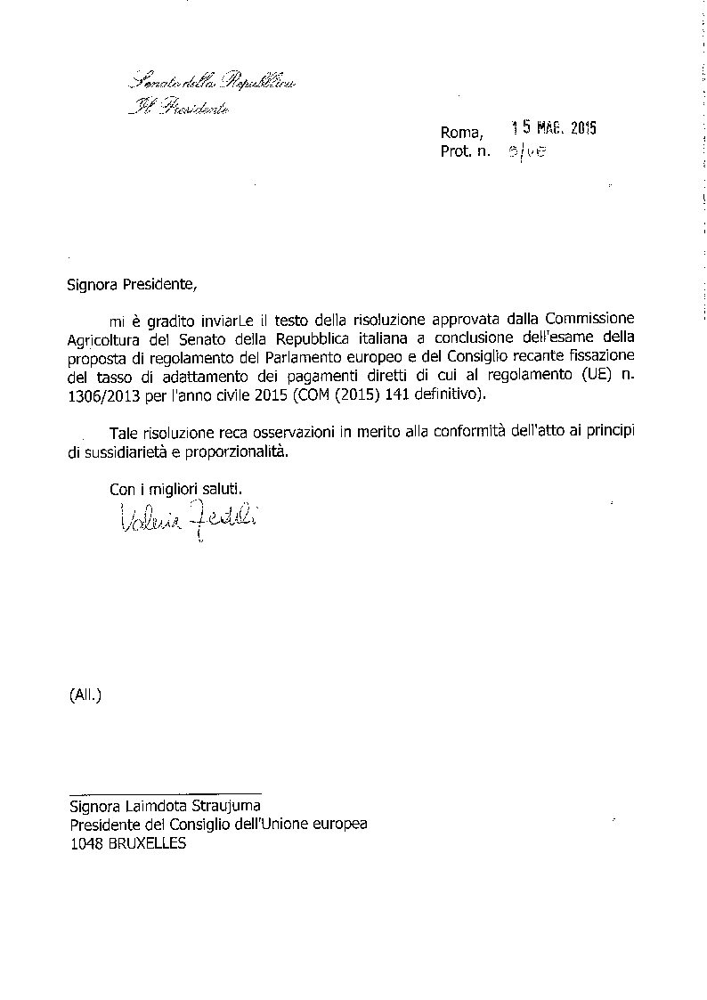 Senato della Repubblica
Il Presidente
Roma, 15 MAG. 2015
Prot. n.
Signora Presidente,
mi è gradito inviarLe il testo della risoluzione approvata dalla Commissione
Agricoltura del Senato della Repubblica italiana a conclusione dell'esame della
proposta di regolamento del Parlamento europeo e del Consiglio recante fissazione
del tasso di adattamento dei pagamenti diretti di cui al regolamento (UE) n.
1306/2013 per l'anno civile 2015 (COM (2015) 141 definitivo).
Tale risoluzione reca osservazioni in merito alla conformità dell'atto ai principi
di sussidiarietà e proporzionalità.
Con i migliori saluti.
Valeria Fedeli
(All.)
Signora Laimdota Straujuma
Presidente del Consiglio dell'Unione europea
1048 BRUXELLES